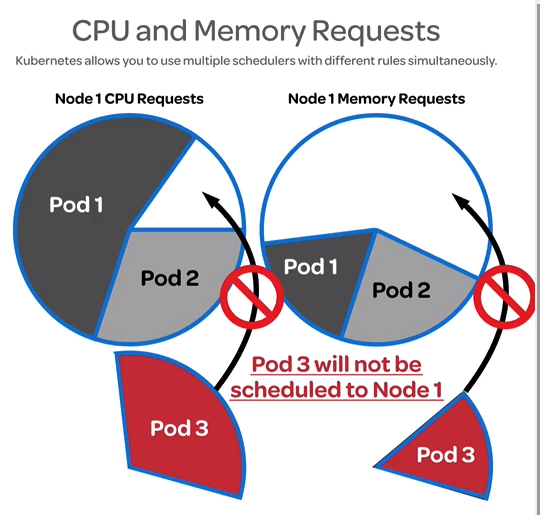 CPU and Memory Requests
Kubernetes allows you to use multiple schedulers with different rules simultaneously.
Node 1 CPU Requests
Node 1 Memory Requests
Pod 1
Pod 2
Pod 1
Pod 2
Pod 3 will not be
scheduled to Node 1
Pod 3
Pod 3